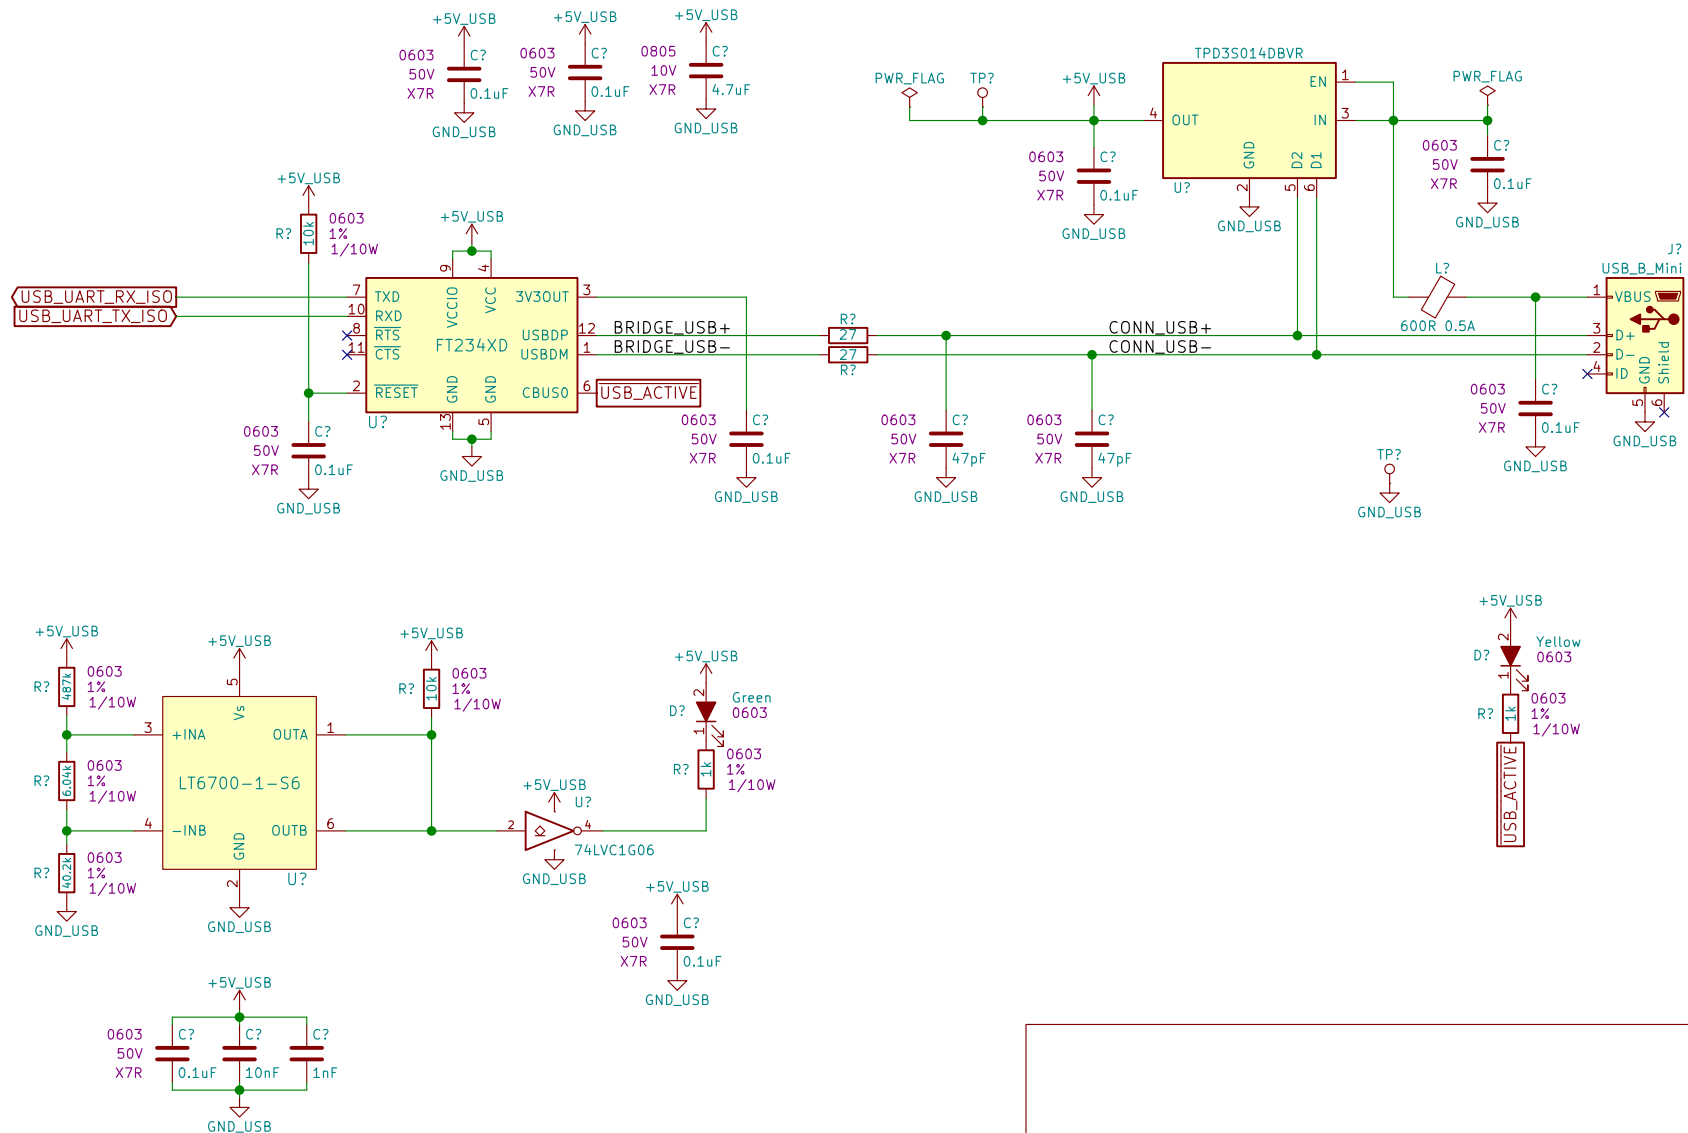 +5V_USB
0603
50V
X7R
C?
0.1uF
GND_USB
+5V_USB
0603
50V
X7R
C?
0.1uF
GND_USB
+5V_USB
0805
10V
X7R
C?
4.7uF
GND_USB
PWR_FLAG
TP?
+5V_USB
0603
50V
X7R
C?
0.1uF
GND_USB
TPD3S014DBVR
4
OUT
EN
1
IN
3
GND
D2
D1
U?
2
5
6
GND_USB
PWR_FLAG
0603
50V
X7R
C?
0.1uF
GND_USB
+5V_USB
R?
10k
0603
1%
1/10W
+5V_USB
9
4
USB_UART_RX_ISO
USB_UART_TX_ISO
7
TXD
10
RXD
8
RTS
11
CTS
2
RESET
VCCIO
VCC
FT234XD
GND
GND
3V3OUT
3
USBDP
12
USBDM
1
CBUS0
6
USB_ACTIVE
U?
13
5
GND_USB
0603
50V
X7R
C?
0.1uF
GND_USB
BRIDGE_USB+
BRIDGE_USB-
R?
27
27
R?
CONN_USB+
CONN_USB-
0603
50V
X7R
C?
0.1uF
GND_USB
0603
50V
X7R
C?
47pF
GND_USB
0603
50V
X7R
C?
47pF
GND_USB
L?
600R 0.5A
J?
USB_B_Mini
1
VBUS
3
D+
2
D-
4
ID
GND
Shield
5
6
GND_USB
0603
50V
X7R
C?
0.1uF
GND_USB
TP?
GND_USB
+5V_USB
R?
487k
0603
1%
1/10W
R?
6.04k
0603
1%
1/10W
R?
40.2k
0603
1%
1/10W
GND_USB
+5V_USB
5
Vs
3
+INA
OUTA
1
LT6700-1-S6
4
-INB
OUTB
6
GND
2
U?
GND_USB
+5V_USB
R?
10k
0603
1%
1/10W
+5V_USB
U?
2
4
74LVC1G06
GND_USB
+5V_USB
2
D?
1
Green
0603
R?
1k
0603
1%
1/10W
+5V_USB
0603
50V
X7R
C?
0.1uF
GND_USB
+5V_USB
2
D?
1
Yellow
0603
R?
1k
0603
1%
1/10W
USB_ACTIVE
+5V_USB
0603
50V
X7R
C?
0.1uF
C?
10nF
C?
1nF
GND_USB